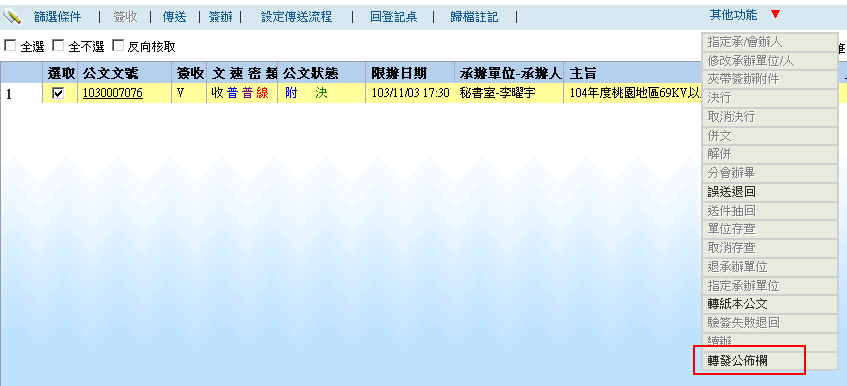 篩選條件 | 簽收 | 傳送 | 簽辦 | 設定傳送流程 | 回登記桌 | 歸檔註記 | 其他功能 ▼
全選 全不選 反向核取
選取 公文文號 簽收 文 速 密 類 公文狀態 限辦日期 承辦單位-承辦人 主旨
1 1030007076 V 收 普 普 線 附 決 103/11/03 17:30 秘書室-李曜宇 104年度桃園地區69KV以
指定承/會辦人
修改承辦單位/人
夾帶簽辦附件
決行
取消決行
併文
解併
分會辦畢
誤送退回
送件抽回
單位存查
取消存查
退承辦單位
指定承辦單位
轉紙本公文
驗簽失敗退回
續辦
轉發公佈欄